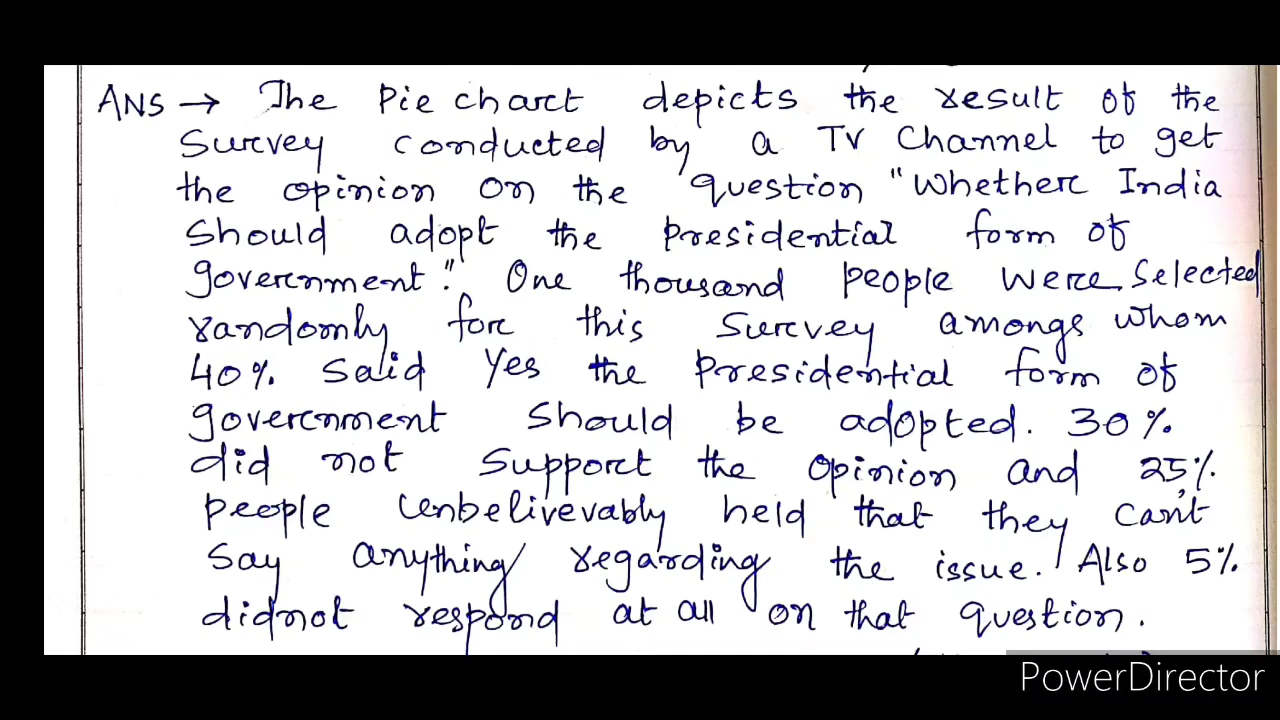 ANS → The Pie chart depicts the result of the
Survey conducted by a TV Channel to get
the opinion on the question "Whether India
Should adopt the Presidential form of
government". One thousand people were selected
randomly for this survey amongs whom
40% Said Yes the Presidential form of
government should be adopted. 30%
did not support the opinion and 25%
peeple unbelivevably held that they can't
say anything regarding the issue. Also 5%
didnot respond at all on that question.
PowerDirector